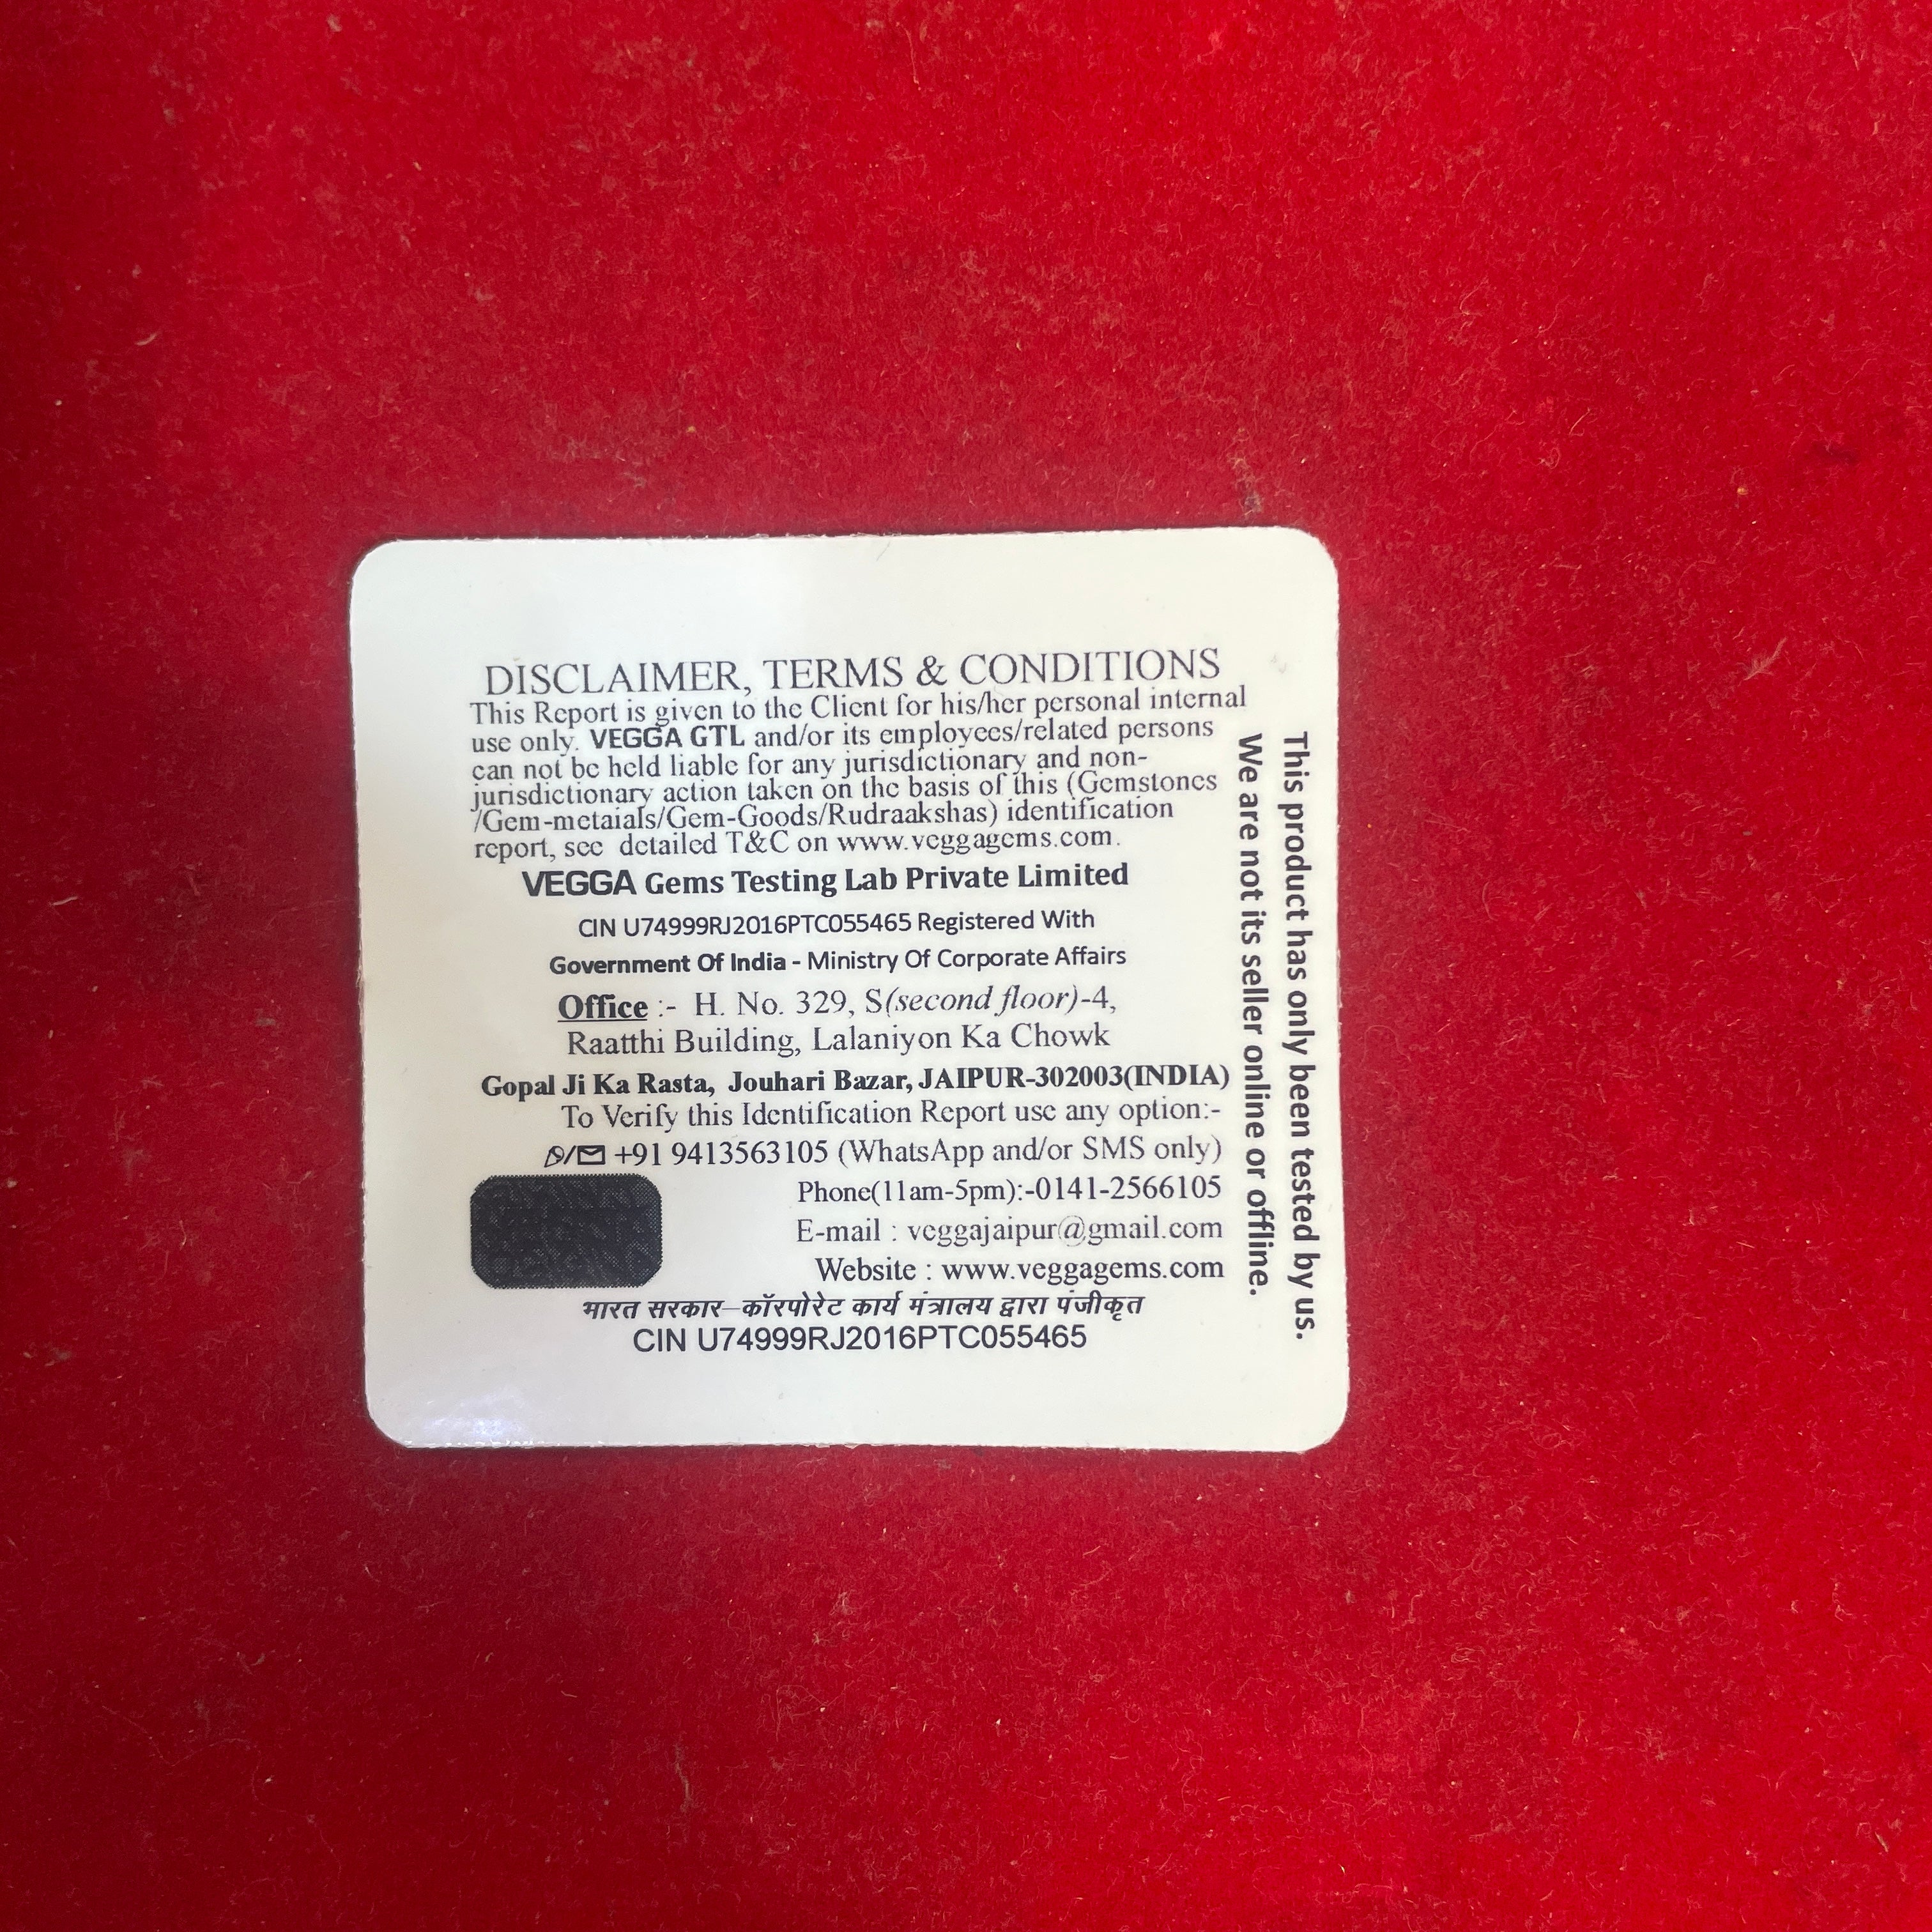 DISCLAIMER, TERMS & CONDITIONS
This Report is given to the Client for his/her personal internal
use only. VEGGA GTL and/or its employees/related persons
can not be held liable for any jurisdictionary and non-
jurisdictionary action taken on the basis of this (Gemstones
/Gem-metaials/Gem-Goods/Rudraakshas) identification
report, see detailed T&C on www.veggagems.com.
VEGGA Gems Testing Lab Private Limited
CIN U74999RJ2016PTC055465 Registered With
Government Of India - Ministry Of Corporate Affairs
Office :- H. No. 329, S(second floor)-4,
Raatthi Building, Lalaniyon Ka Chowk
Gopal Ji Ka Rasta, Jouhari Bazar, JAIPUR-302003(INDIA)
To Verify this Identification Report use any option:-
+91 9413563105 (WhatsApp and/or SMS only)
Phone(11am-5pm):-0141-2566105
E-mail : veggajaipur@gmail.com
Website : www.veggagems.com
भारत सरकार–कॉरपोरेट कार्य मंत्रालय द्वारा पंजीकृत
CIN U74999RJ2016PTC055465
This product has only been tested by us.
We are not its seller online or offline.